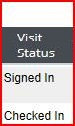 Visit
Status
Signed In
Checked In